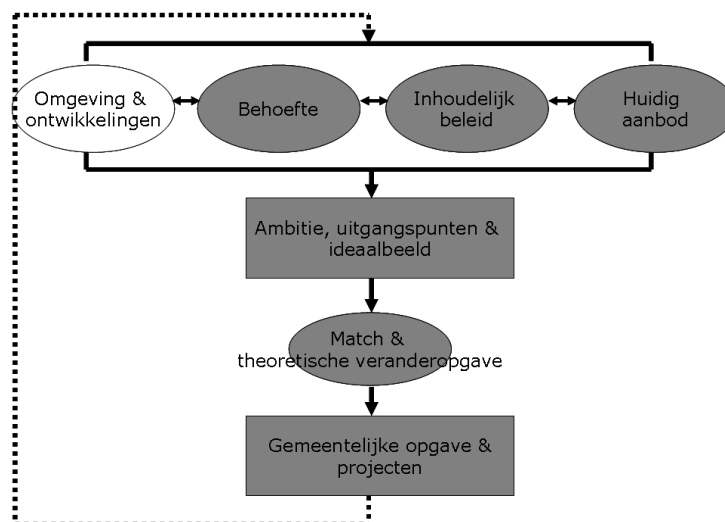 Omgeving &
ontwikkelingen
Behoefte
Inhoudelijk
beleid
Huidig
aanbod
Ambitie, uitgangspunten &
ideaalbeeld
Match &
theoretische veranderopgave
Gemeentelijke opgave &
projecten